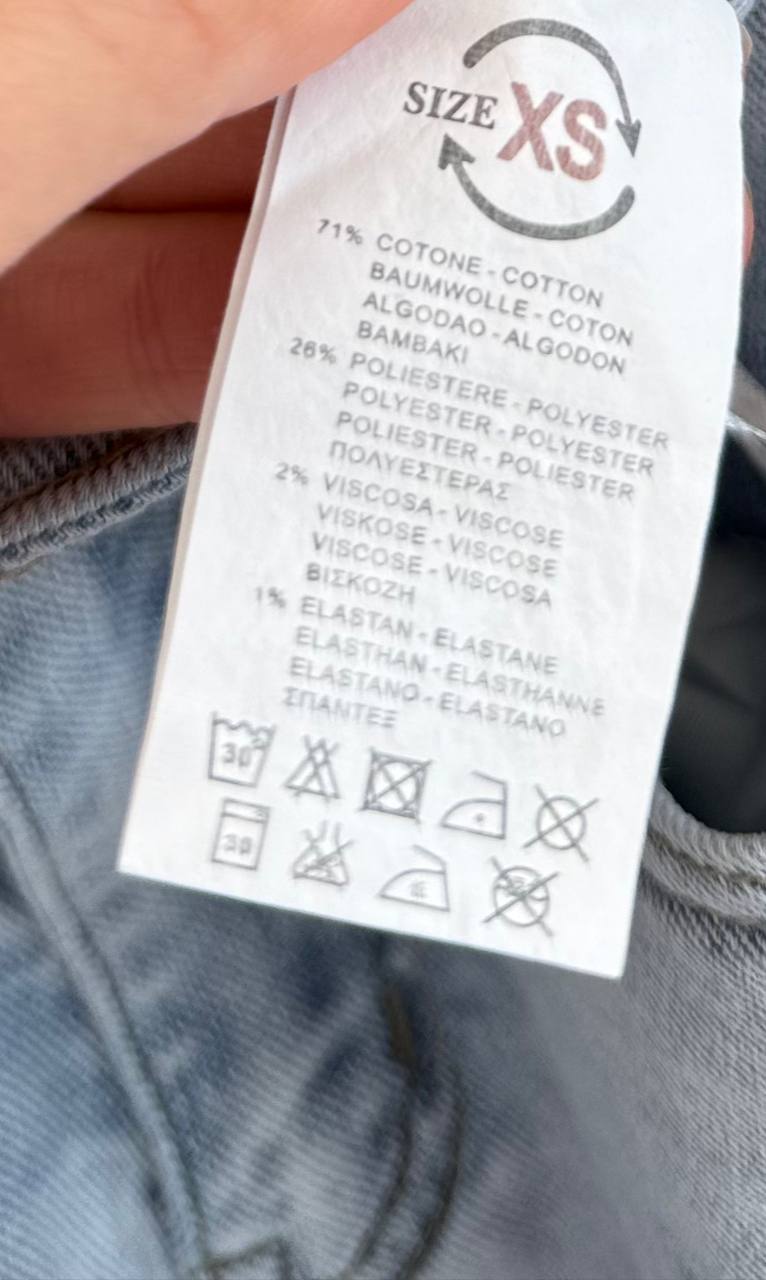 SIZE XS
71% COTONE - COTTON
BAUMWOLLE - COTON
ALGODAO - ALGODON
BAMBAKI
26% POLIESTERE - POLYESTER
POLYESTER - POLYESTER
POLIESTER - POLIESTER
ΠΟΛΥΕΣΤΕΡΑΣ
2% VISCOSA - VISCOSE
VISKOSE - VISCOSE
VISCOSE - VISCOSA
ΒΙΣΚΟΖΗ
1% ELASTAN - ELASTANE
ELASTHAN - ELASTHANNE
ELASTANO - ELASTANO
ΣΠΑΝΤΕΞ
30
30